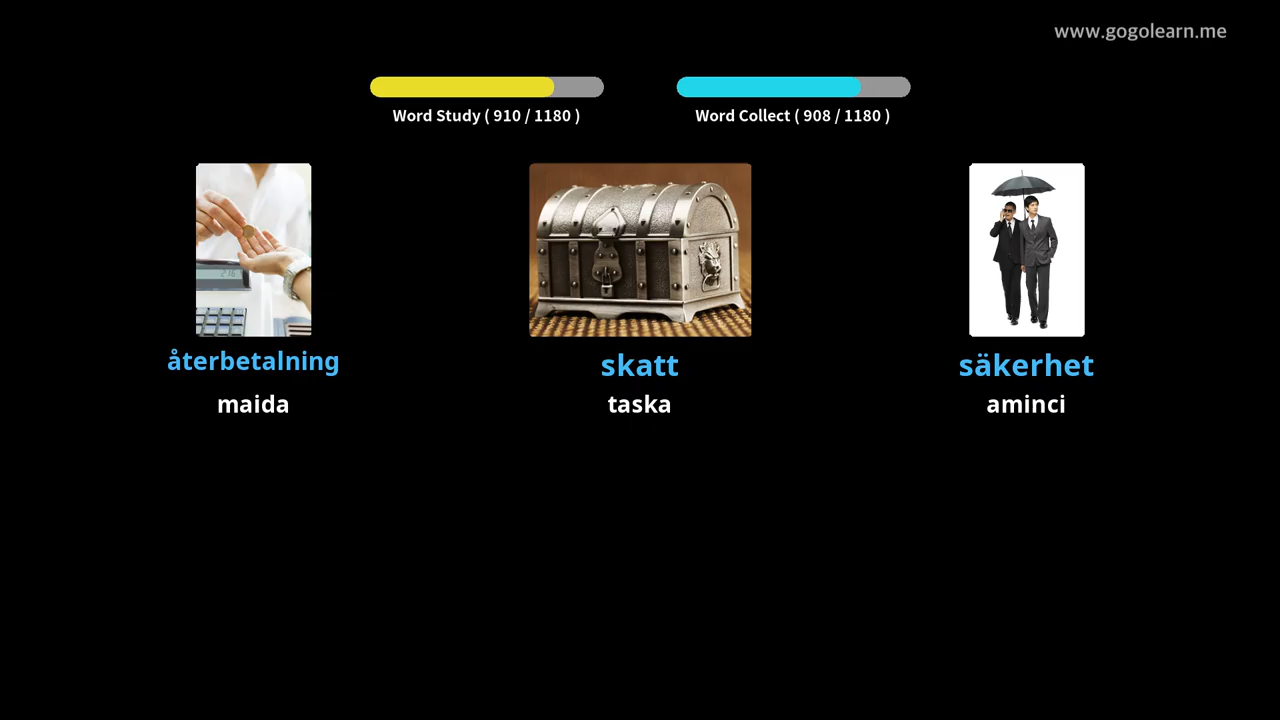 www.gogolearn.me
Word Study ( 910 / 1180 )
Word Collect ( 908 / 1180 )
återbetalning
skatt
säkerhet
maida
taska
aminci